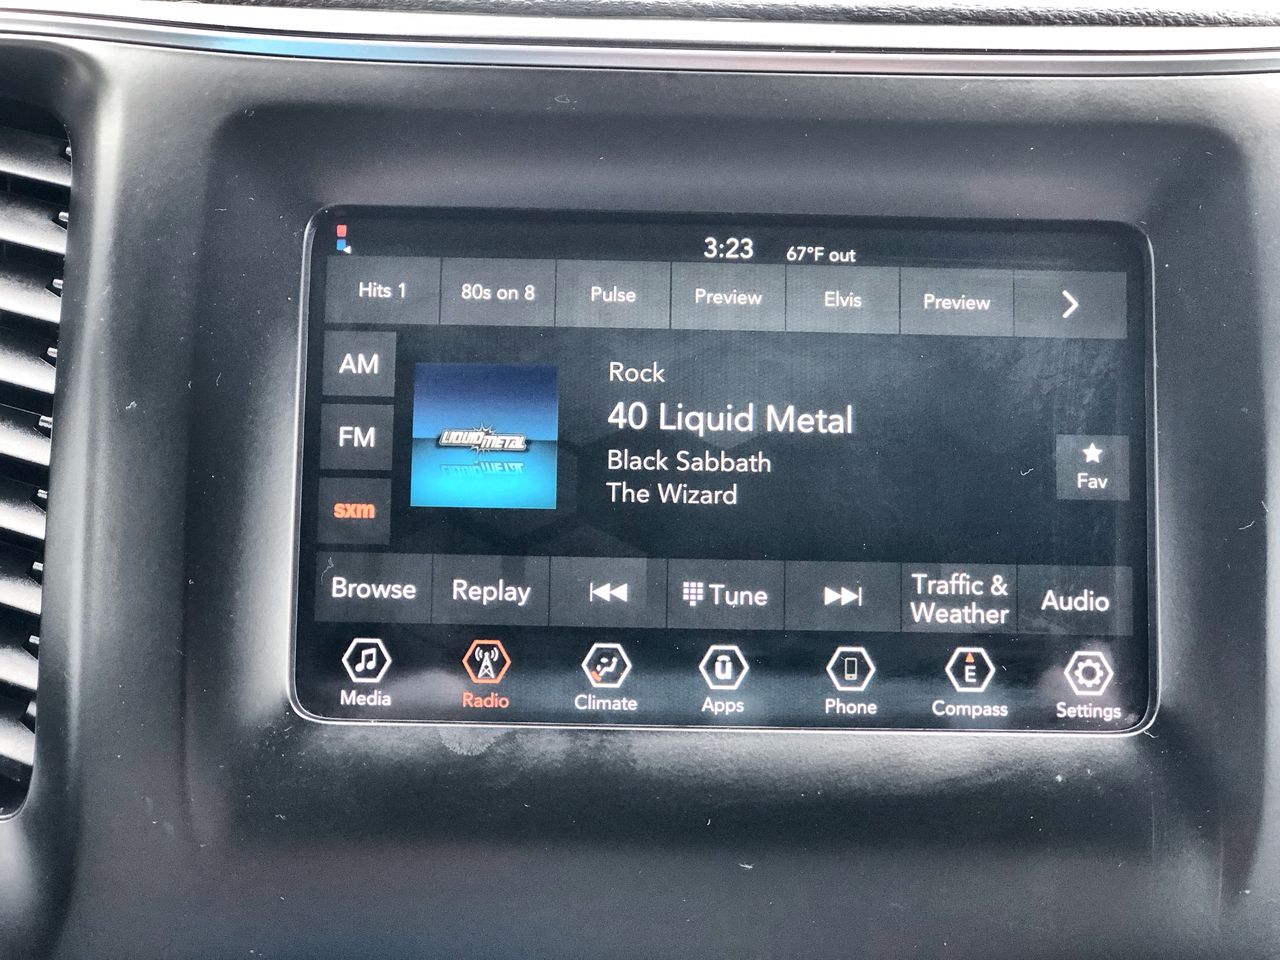 3:23 67°F out
Hits 1 80s on 8 Pulse Preview Elvis Preview
AM
FM
sxm
LIQUID METAL
Rock
40 Liquid Metal
Black Sabbath
The Wizard
Fav
Browse Replay Tune Traffic & Weather Audio
E
Media Radio Climate Apps Phone Compass Settings